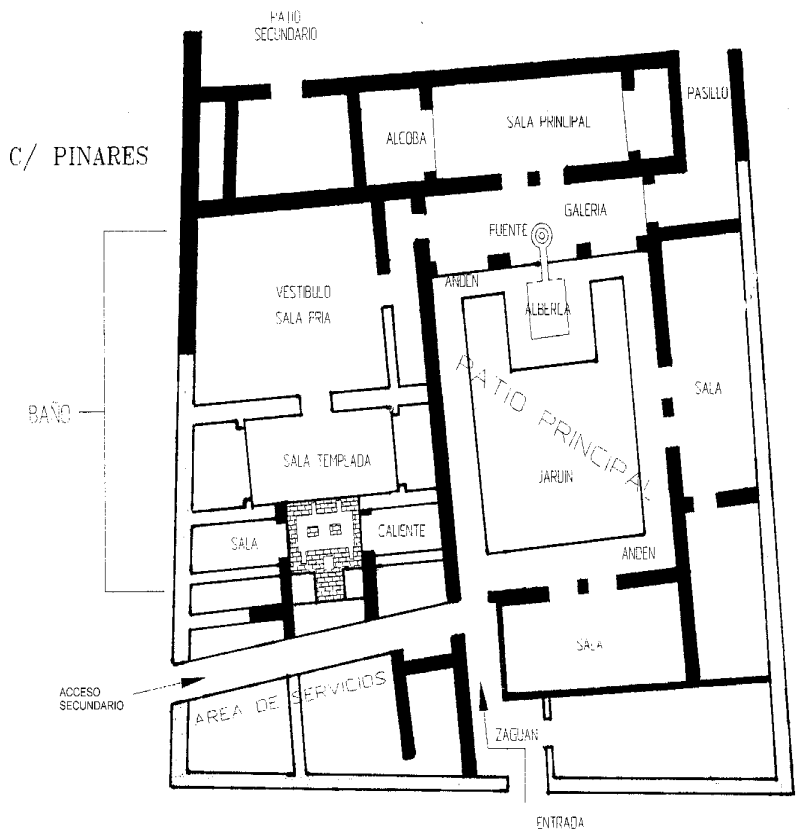 PATIO
SECUNDARIO
C/ PINARES
PASILLO
ALCOBA
SALA PRINCIPAL
GALERIA
FUENTE
ANDEN
ALBERCA
VESTIBULO
SALA FRIA
BAÑO
PATIO PRINCIPAL
SALA
SALA TEMPLADA
JARDIN
SALA
CALIENTE
ANDEN
SALA
ACCESO
SECUNDARIO
AREA DE SERVICIOS
ZAGUAN
ENTRADA